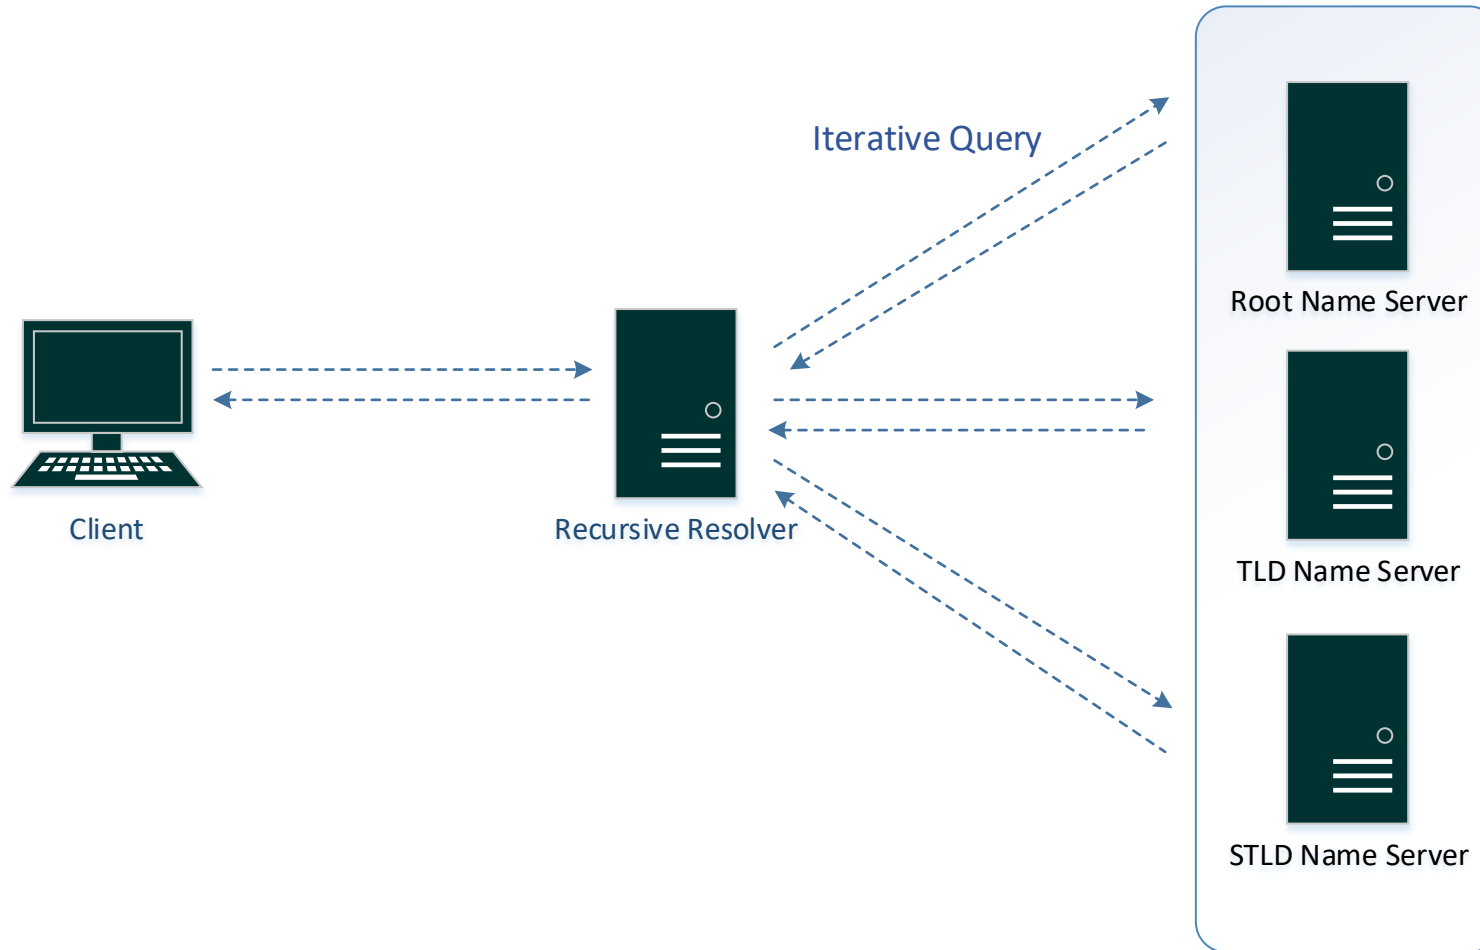 Iterative Query
Root Name Server
Client
Recursive Resolver
TLD Name Server
STLD Name Server